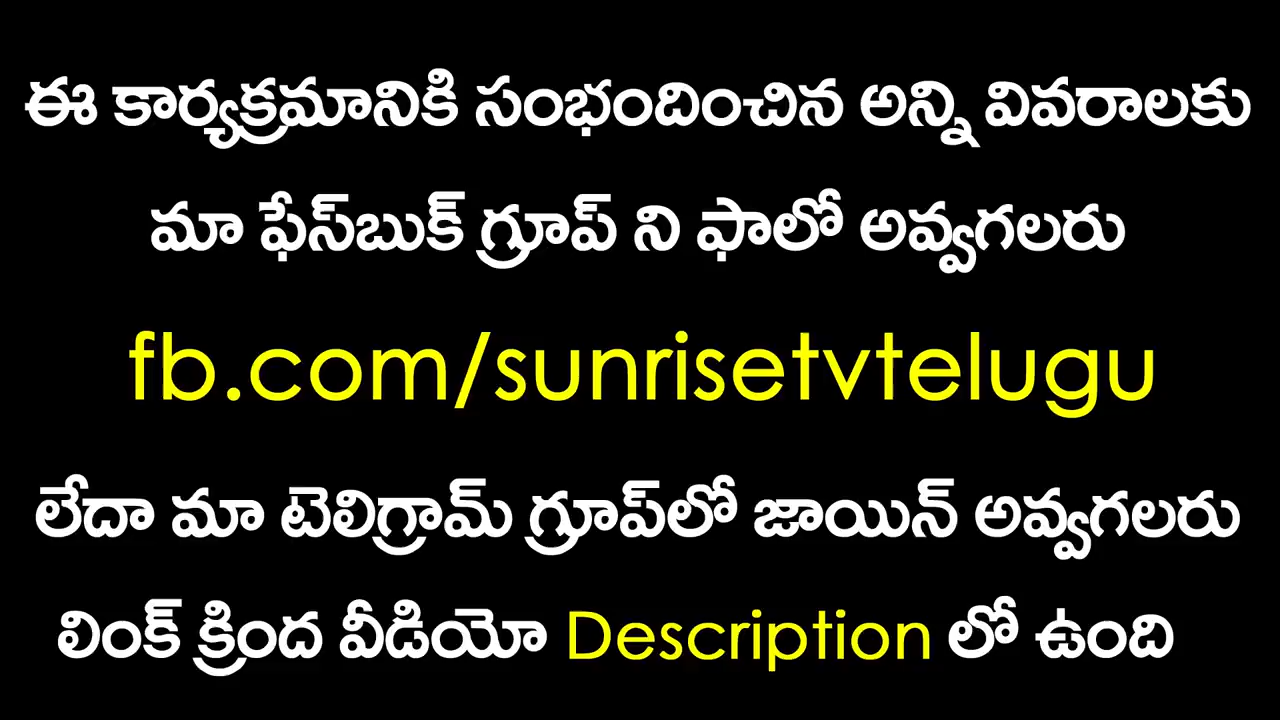 ఈ కార్యక్రమానికి సంభందించిన అన్ని వివరాలకు
మా ఫేస్‌బుక్ గ్రూప్ ని ఫాలో అవ్వగలరు
fb.com/sunrisetvtelugu
లేదా మా టెలిగ్రామ్ గ్రూప్‌లో జాయిన్ అవ్వగలరు
లింక్ క్రింద వీడియో Description లో ఉంది